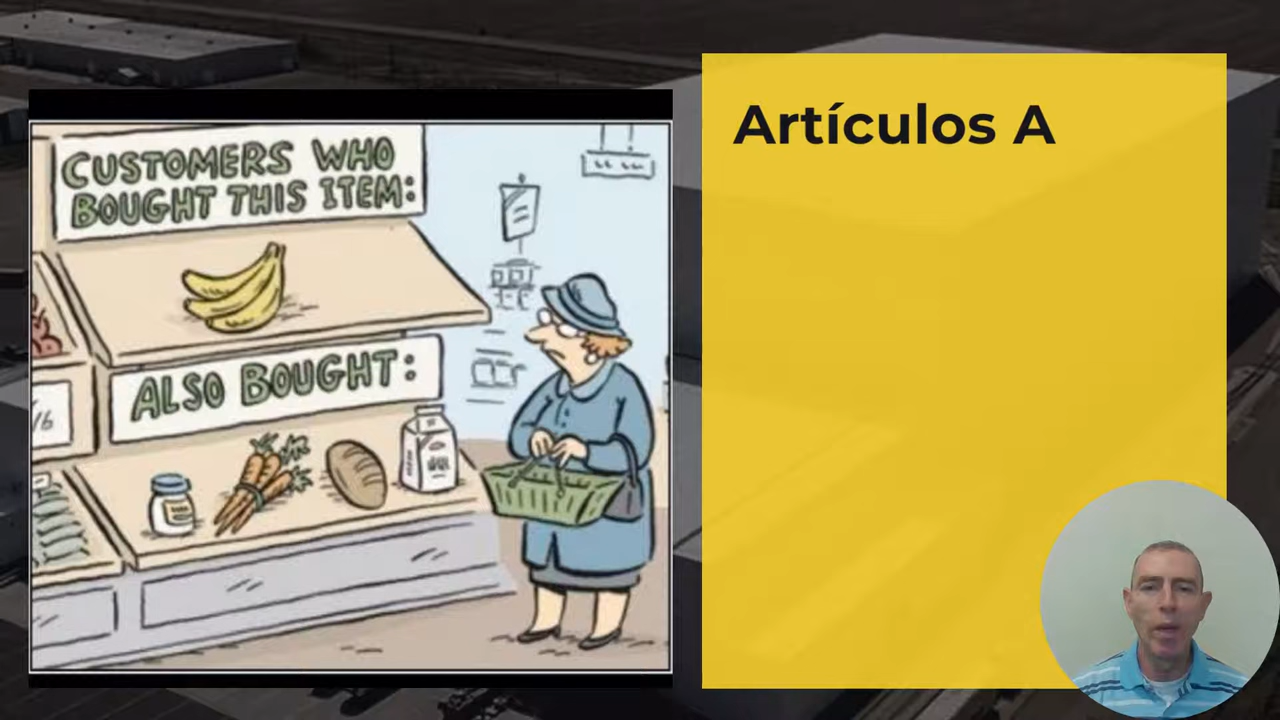 CUSTOMERS WHO
BOUGHT THIS ITEM:
ALSO BOUGHT:
Artículos A